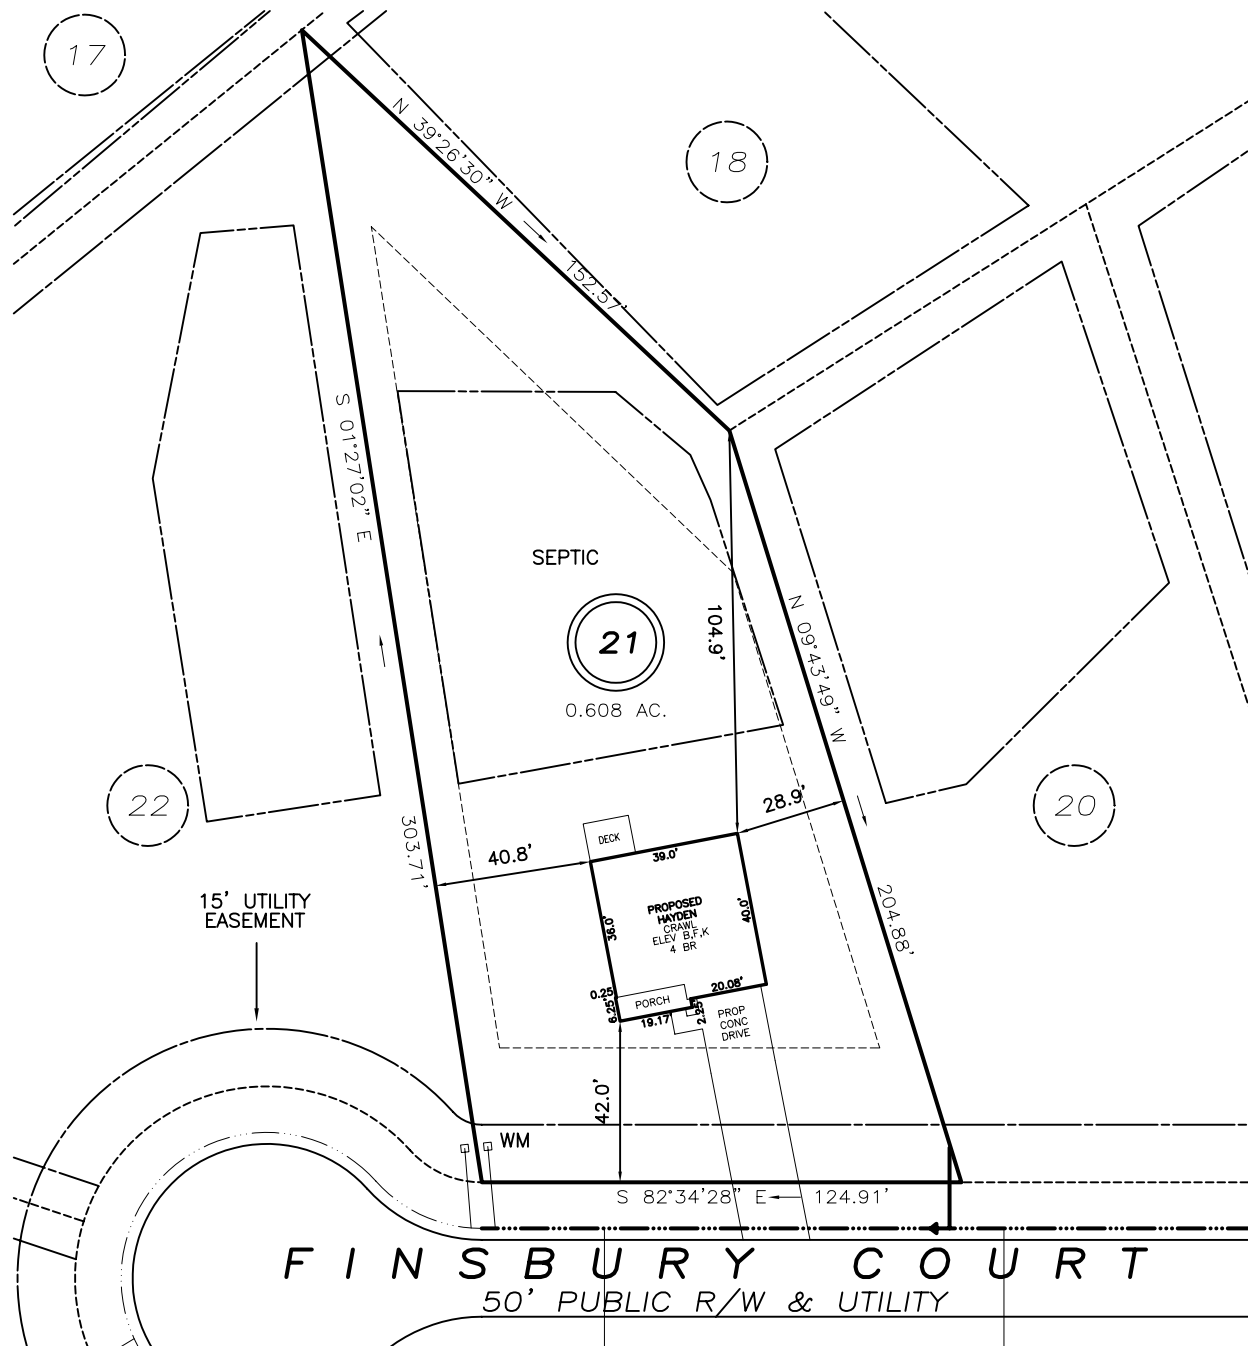 17
18
N 39°26'30" W
152.57'
S 01°27'02" E
303.71'
SEPTIC
21
0.608 AC.
104.9'
N 09°43'49" W
204.88'
22
20
28.9'
40.8'
DECK
39.0'
36.0'
40.0'
PROPOSED
HAYDEN
CRAWL
ELEV B,F,K
4 BR
15' UTILITY
EASEMENT
0.25'
6.25'
PORCH
20.08'
19.17'
2.25'
PROP
CONC
DRIVE
42.0'
WM
S 82°34'28" E
124.91'
FINSBURY COURT
50' PUBLIC R/W & UTILITY